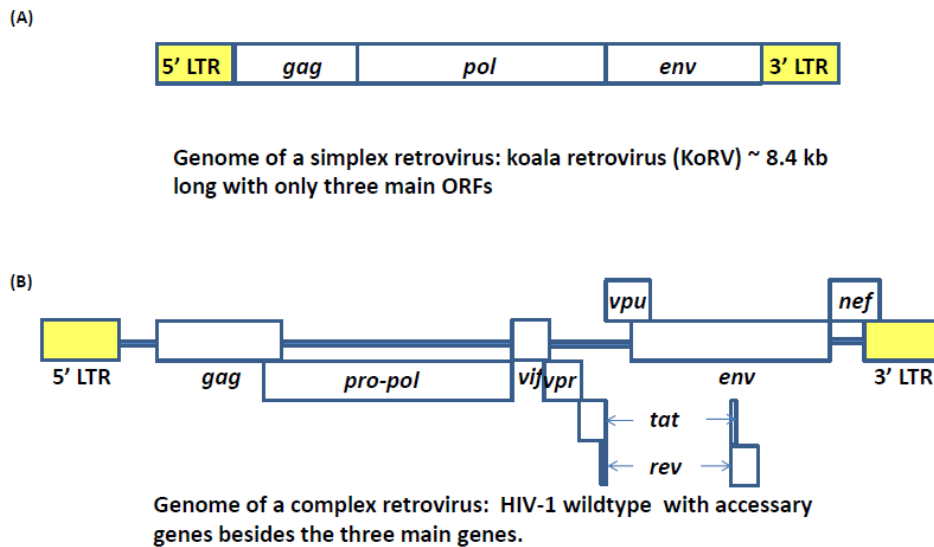 (A)
5' LTR gag pol env 3' LTR
Genome of a simplex retrovirus: koala retrovirus (KoRV) ~ 8.4 kb
long with only three main ORFs
(B)
vpu nef
5' LTR gag pro-pol vif vpr env 3' LTR
tat
rev
Genome of a complex retrovirus: HIV-1 wildtype with accessary
genes besides the three main genes.